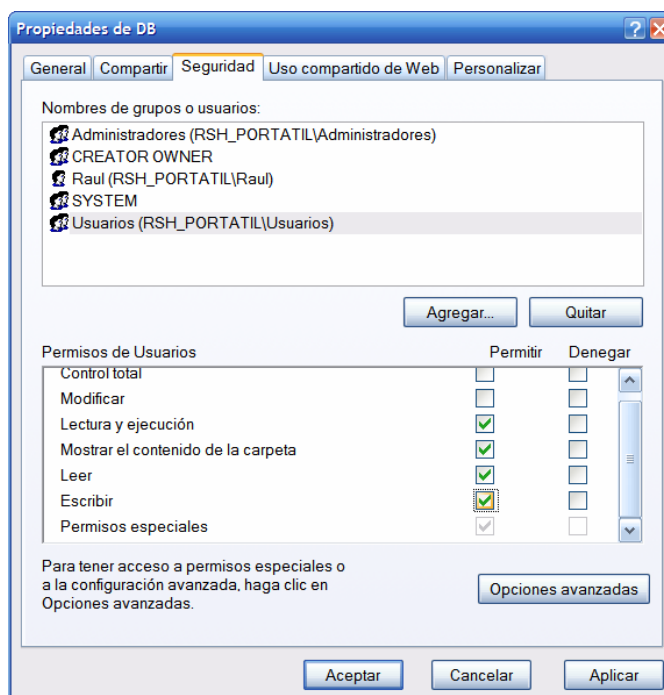 Propiedades de DB
General Compartir Seguridad Uso compartido de Web Personalizar
Nombres de grupos o usuarios:
Administradores (RSH_PORTATIL\Administradores)
CREATOR OWNER
Raul (RSH_PORTATIL\Raul)
SYSTEM
Usuarios (RSH_PORTATIL\Usuarios)
Agregar... Quitar
Permisos de Usuarios Permitir Denegar
Control total
Modificar
Lectura y ejecución
Mostrar el contenido de la carpeta
Leer
Escribir
Permisos especiales
Para tener acceso a permisos especiales o
a la configuración avanzada, haga clic en
Opciones avanzadas.
Opciones avanzadas
Aceptar Cancelar Aplicar